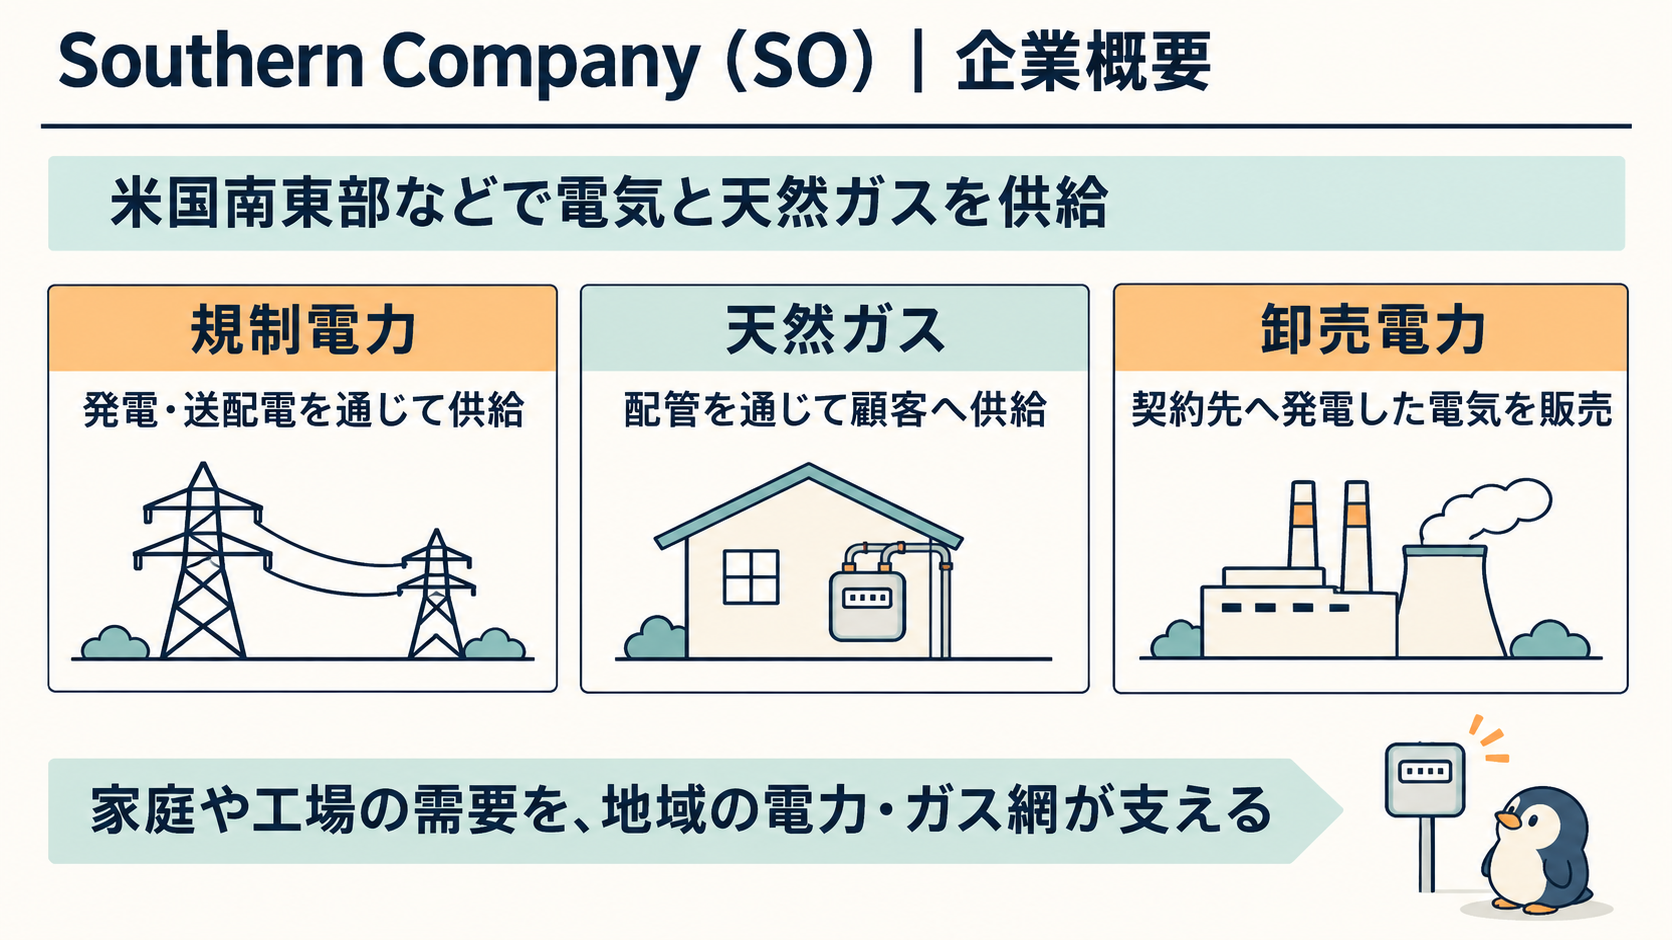 Southern Company（SO）｜企業概要
米国南東部などで電気と天然ガスを供給
規制電力
発電・送配電を通じて供給
天然ガス
配管を通じて顧客へ供給
卸売電力
契約先へ発電した電気を販売
家庭や工場の需要を、地域の電力・ガス網が支える